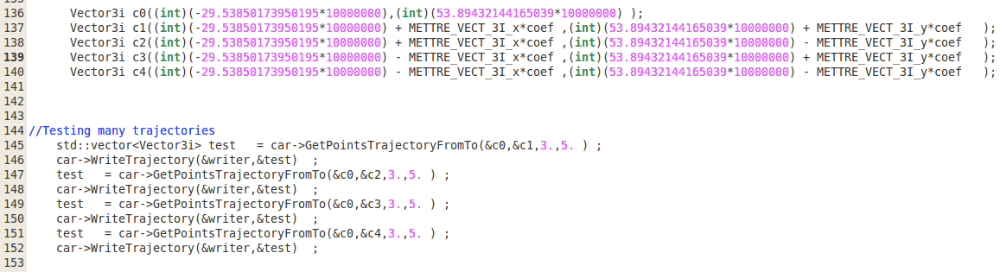 136 Vector3i c0((int)(-29.53850173950195*10000000),(int)(53.89432144165039*10000000) );
137 Vector3i c1((int)(-29.53850173950195*10000000) + METTRE_VECT_3I_x*coef ,(int)(53.89432144165039*10000000) + METTRE_VECT_3I_y*coef );
138 Vector3i c2((int)(-29.53850173950195*10000000) + METTRE_VECT_3I_x*coef ,(int)(53.89432144165039*10000000) - METTRE_VECT_3I_y*coef );
139 Vector3i c3((int)(-29.53850173950195*10000000) - METTRE_VECT_3I_x*coef ,(int)(53.89432144165039*10000000) + METTRE_VECT_3I_y*coef );
140 Vector3i c4((int)(-29.53850173950195*10000000) - METTRE_VECT_3I_x*coef ,(int)(53.89432144165039*10000000) - METTRE_VECT_3I_y*coef );
141
142
143
144 //Testing many trajectories
145 std::vector<Vector3i> test = car->GetPointsTrajectoryFromTo(&c0,&c1,3.,5. ) ;
146 car->WriteTrajectory(&writer,&test) ;
147 test = car->GetPointsTrajectoryFromTo(&c0,&c2,3.,5. ) ;
148 car->WriteTrajectory(&writer,&test) ;
149 test = car->GetPointsTrajectoryFromTo(&c0,&c3,3.,5. ) ;
150 car->WriteTrajectory(&writer,&test) ;
151 test = car->GetPointsTrajectoryFromTo(&c0,&c4,3.,5. ) ;
152 car->WriteTrajectory(&writer,&test) ;
153